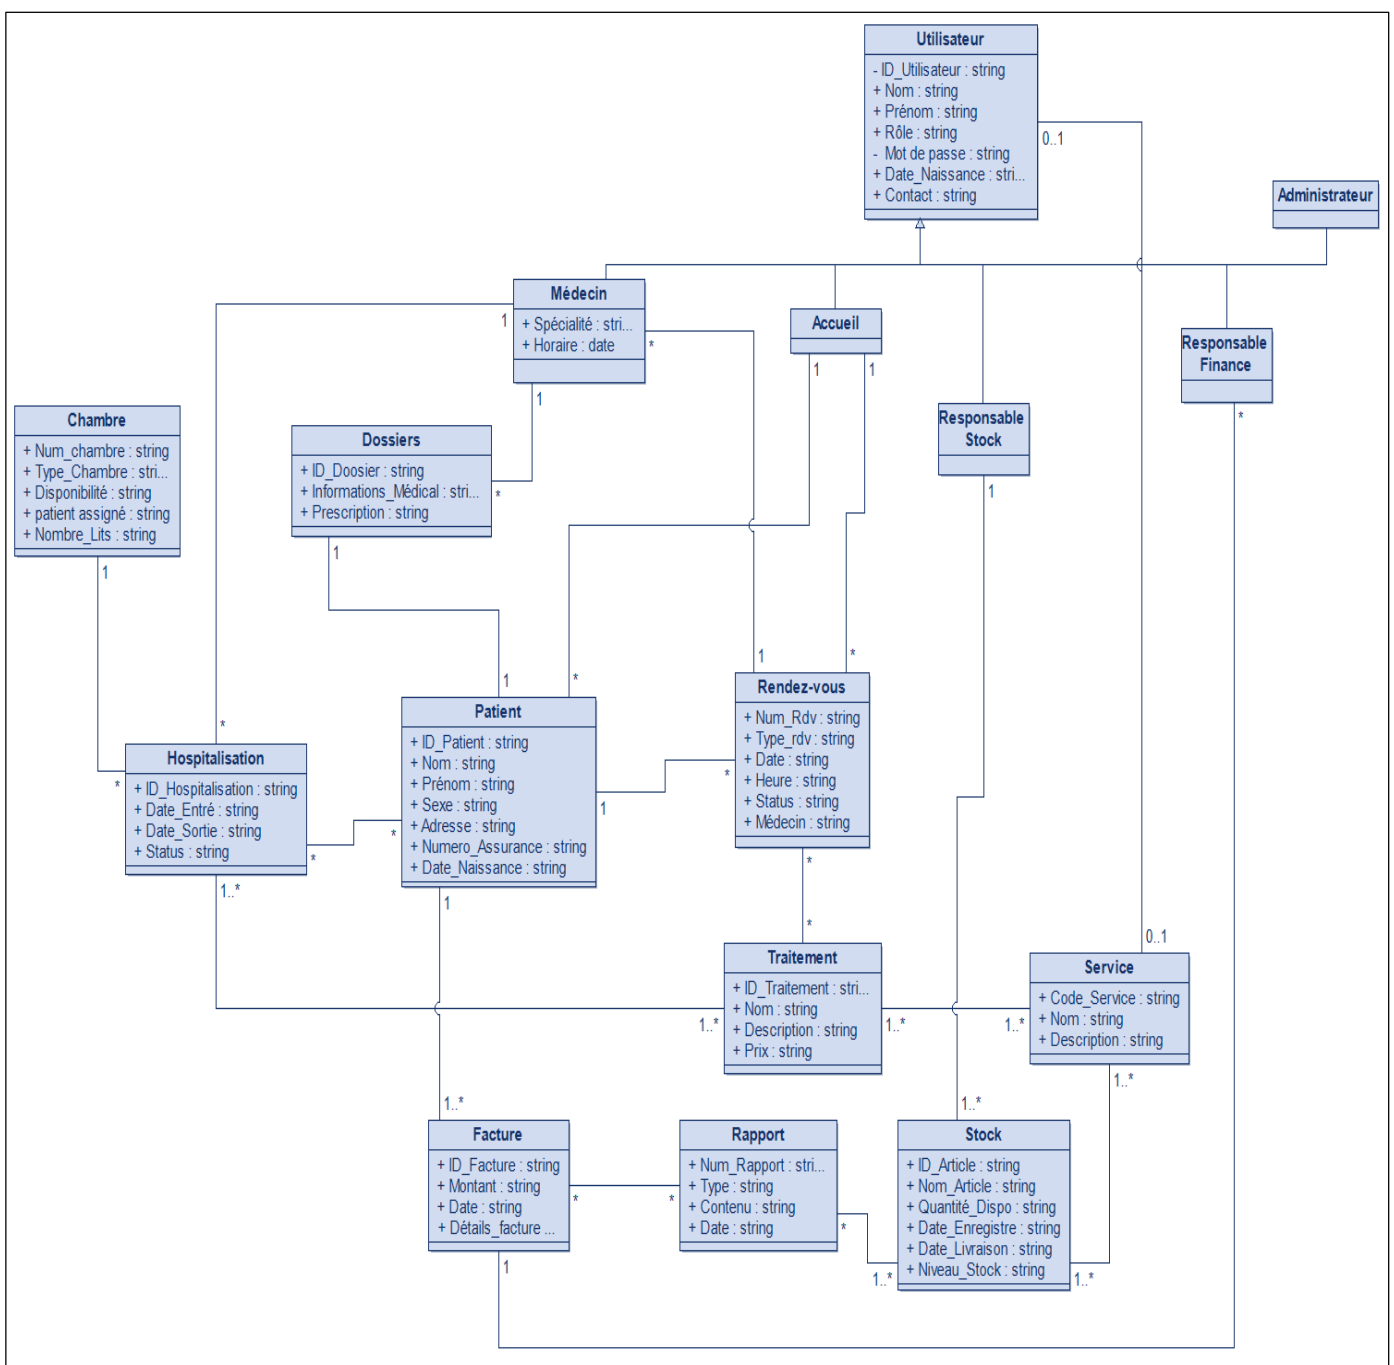 Utilisateur
- ID_Utilisateur : string
+ Nom : string
+ Prénom : string
+ Rôle : string
- Mot de passe : string
+ Date_Naissance : stri...
+ Contact : string
0..1
Administrateur
Médecin
+ Spécialité : stri...
+ Horaire : date
1
*
1
Accueil
1
1
Responsable
Finance
*
Responsable
Stock
1
Chambre
+ Num_chambre : string
+ Type_Chambre : stri...
+ Disponibilité : string
+ patient assigné : string
+ Nombre_Lits : string
1
Dossiers
+ ID_Doosier : string
+ Informations_Médical : stri...
+ Prescription : string
*
1
1
*
1
*
*
Rendez-vous
+ Num_Rdv : string
+ Type_rdv : string
+ Date : string
+ Heure : string
+ Status : string
+ Médecin : string
*
*
Patient
+ ID_Patient : string
+ Nom : string
+ Prénom : string
+ Sexe : string
+ Adresse : string
+ Numero_Assurance : string
+ Date_Naissance : string
1
*
1
Hospitalisation
+ ID_Hospitalisation : string
+ Date_Entré : string
+ Date_Sortie : string
+ Status : string
*
*
1..*
*
Traitement
+ ID_Traitement : stri...
+ Nom : string
+ Description : string
+ Prix : string
1..*
1..*
0..1
Service
+ Code_Service : string
+ Nom : string
+ Description : string
1..*
1..*
1..*
Facture
+ ID_Facture : string
+ Montant : string
+ Date : string
+ Détails_facture ...
*
1
Rapport
+ Num_Rapport : stri...
+ Type : string
+ Contenu : string
+ Date : string
*
*
1..*
Stock
+ ID_Article : string
+ Nom_Article : string
+ Quantité_Dispo : string
+ Date_Enregistre : string
+ Date_Livraison : string
+ Niveau_Stock : string
1..*
1..*